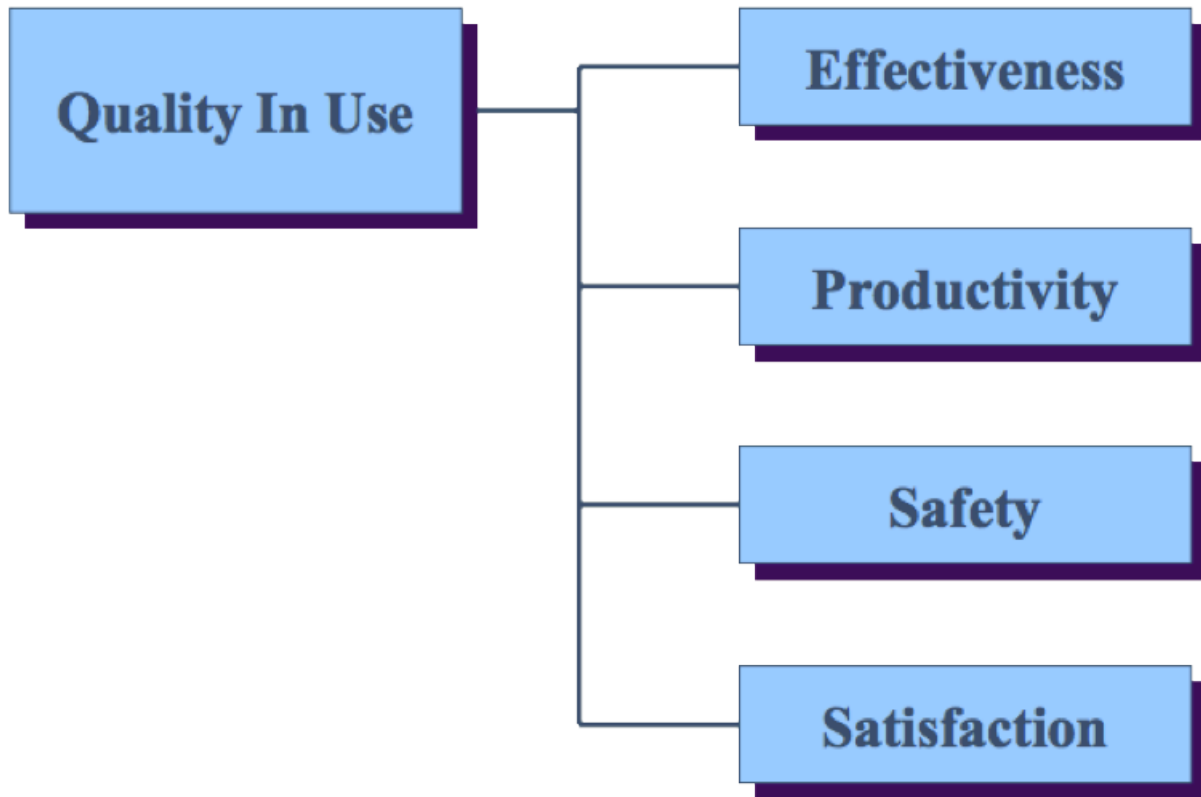 Quality In Use
Effectiveness
Productivity
Safety
Satisfaction